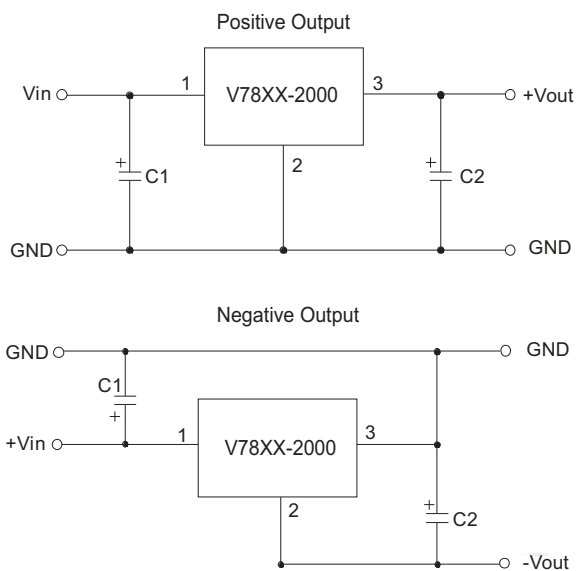 Positive Output
Vin
1
V78XX-2000
3
+Vout
2
+
C1
+
C2
GND
GND
Negative Output
GND
GND
C1
+
+Vin
1
V78XX-2000
3
2
+
C2
-Vout